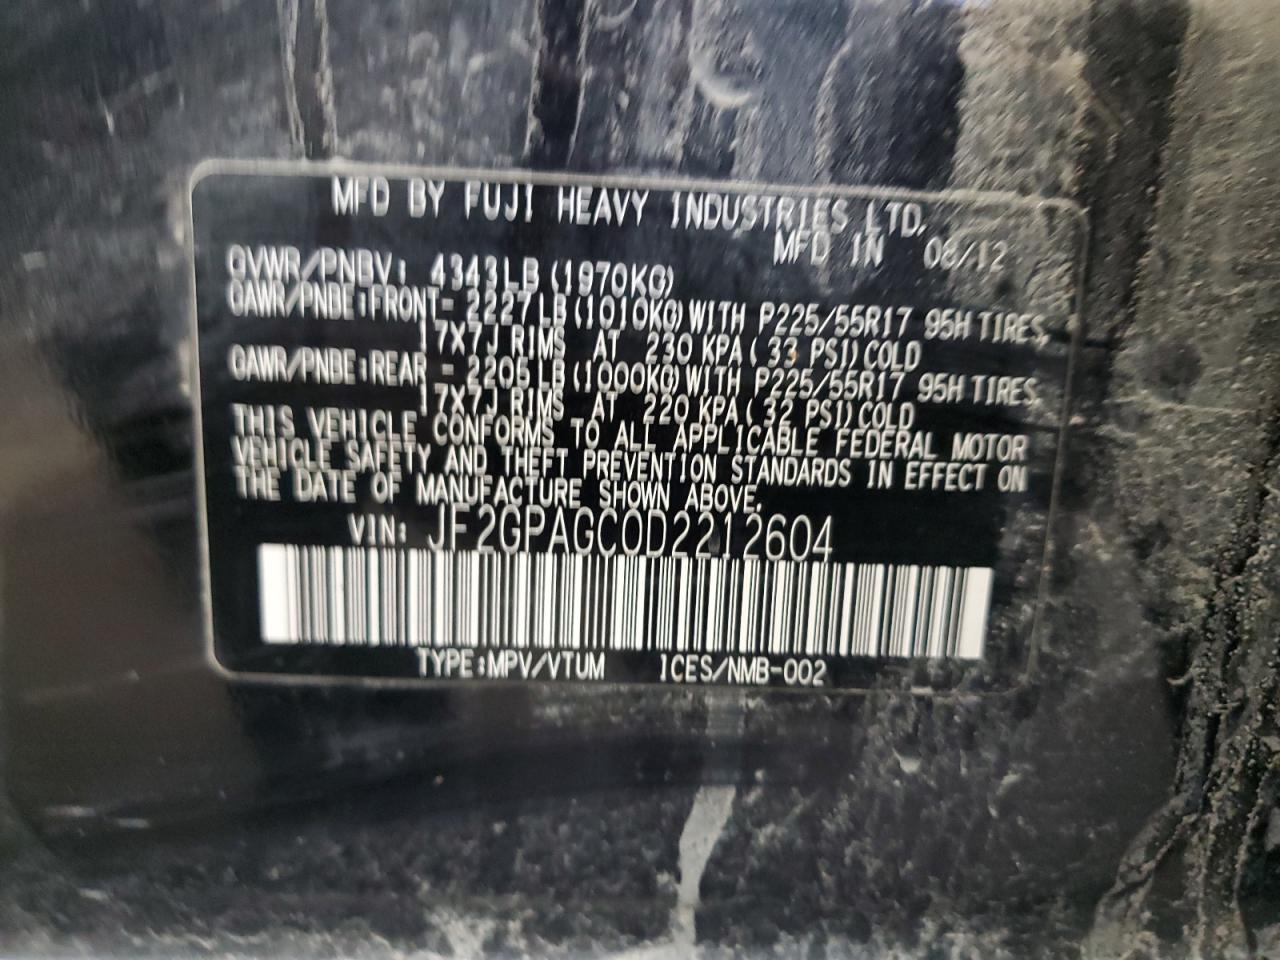 MFD BY FUJI HEAVY INDUSTRIES LTD.
MFD IN 08/12
GVWR/PNBV: 4343LB (1970KG)
GAWR/PNBE:FRONT- 2227LB(1010KG)WITH P225/55R17 95H TIRES,
17X7J RIMS AT 230 KPA( 33 PSI)COLD
GAWR/PNBE:REAR - 2205LB(1000KG)WITH P225/55R17 95H TIRES
17X7J RIMS AT 220 KPA( 32 PSI)COLD
THIS VEHICLE CONFORMS TO ALL APPLICABLE FEDERAL MOTOR
VEHICLE SAFETY AND THEFT PREVENTION STANDARDS IN EFFECT ON
THE DATE OF MANUFACTURE SHOWN ABOVE.
VIN: JF2GPAGC0D2212604
TYPE:MPV/VTUM ICES/NMB-002